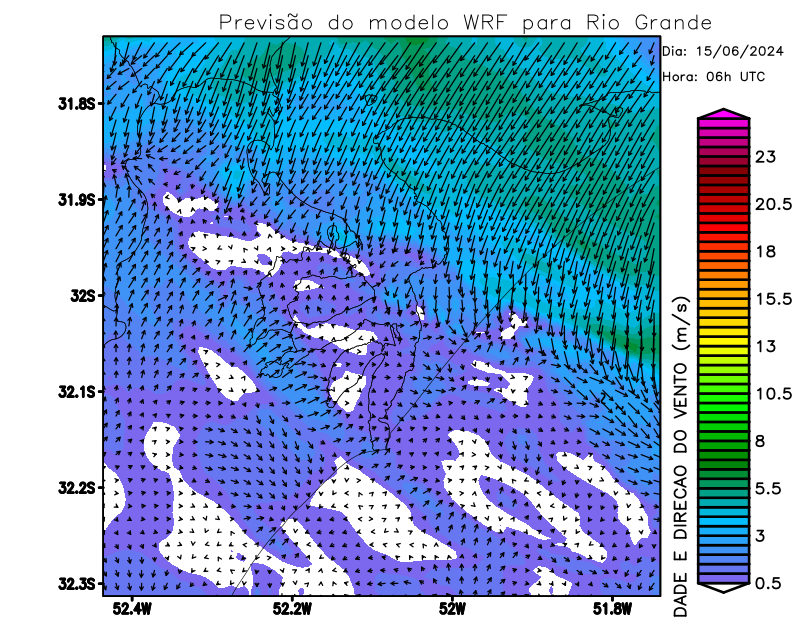 Previsão do modelo WRF para Rio Grande
Dia: 15/06/2024
Hora: 06h UTC
31.8S
31.9S
32S
32.1S
32.2S
32.3S
52.4W
52.2W
52W
51.8W
23
20.5
18
15.5
13
10.5
8
5.5
3
0.5
DADE E DIRECAO DO VENTO (m/s)